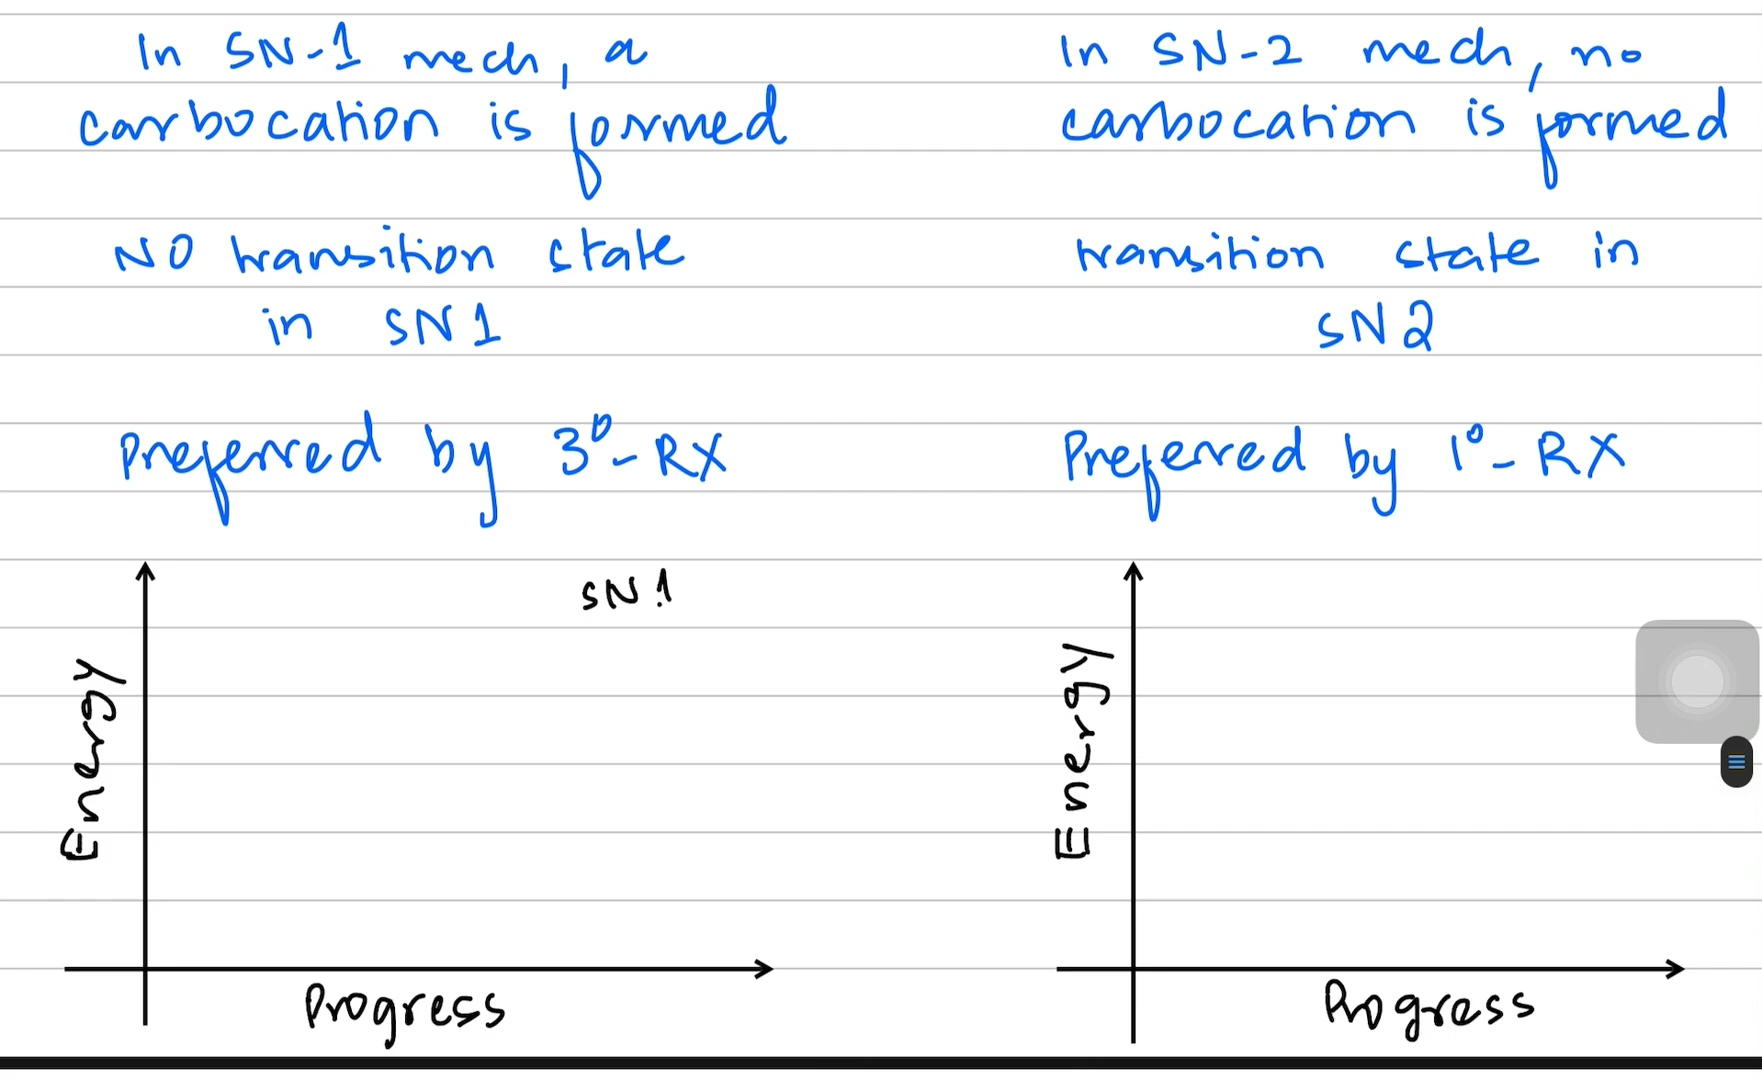 In SN-1 mech, a
carbocation is formed
NO transition state
in SN1
Preferred by 3°-RX
SN1
Energy
Progress
In SN-2 mech, no
carbocation is formed
transition state in
SN2
Preferred by 1°-RX
Energy
Progress